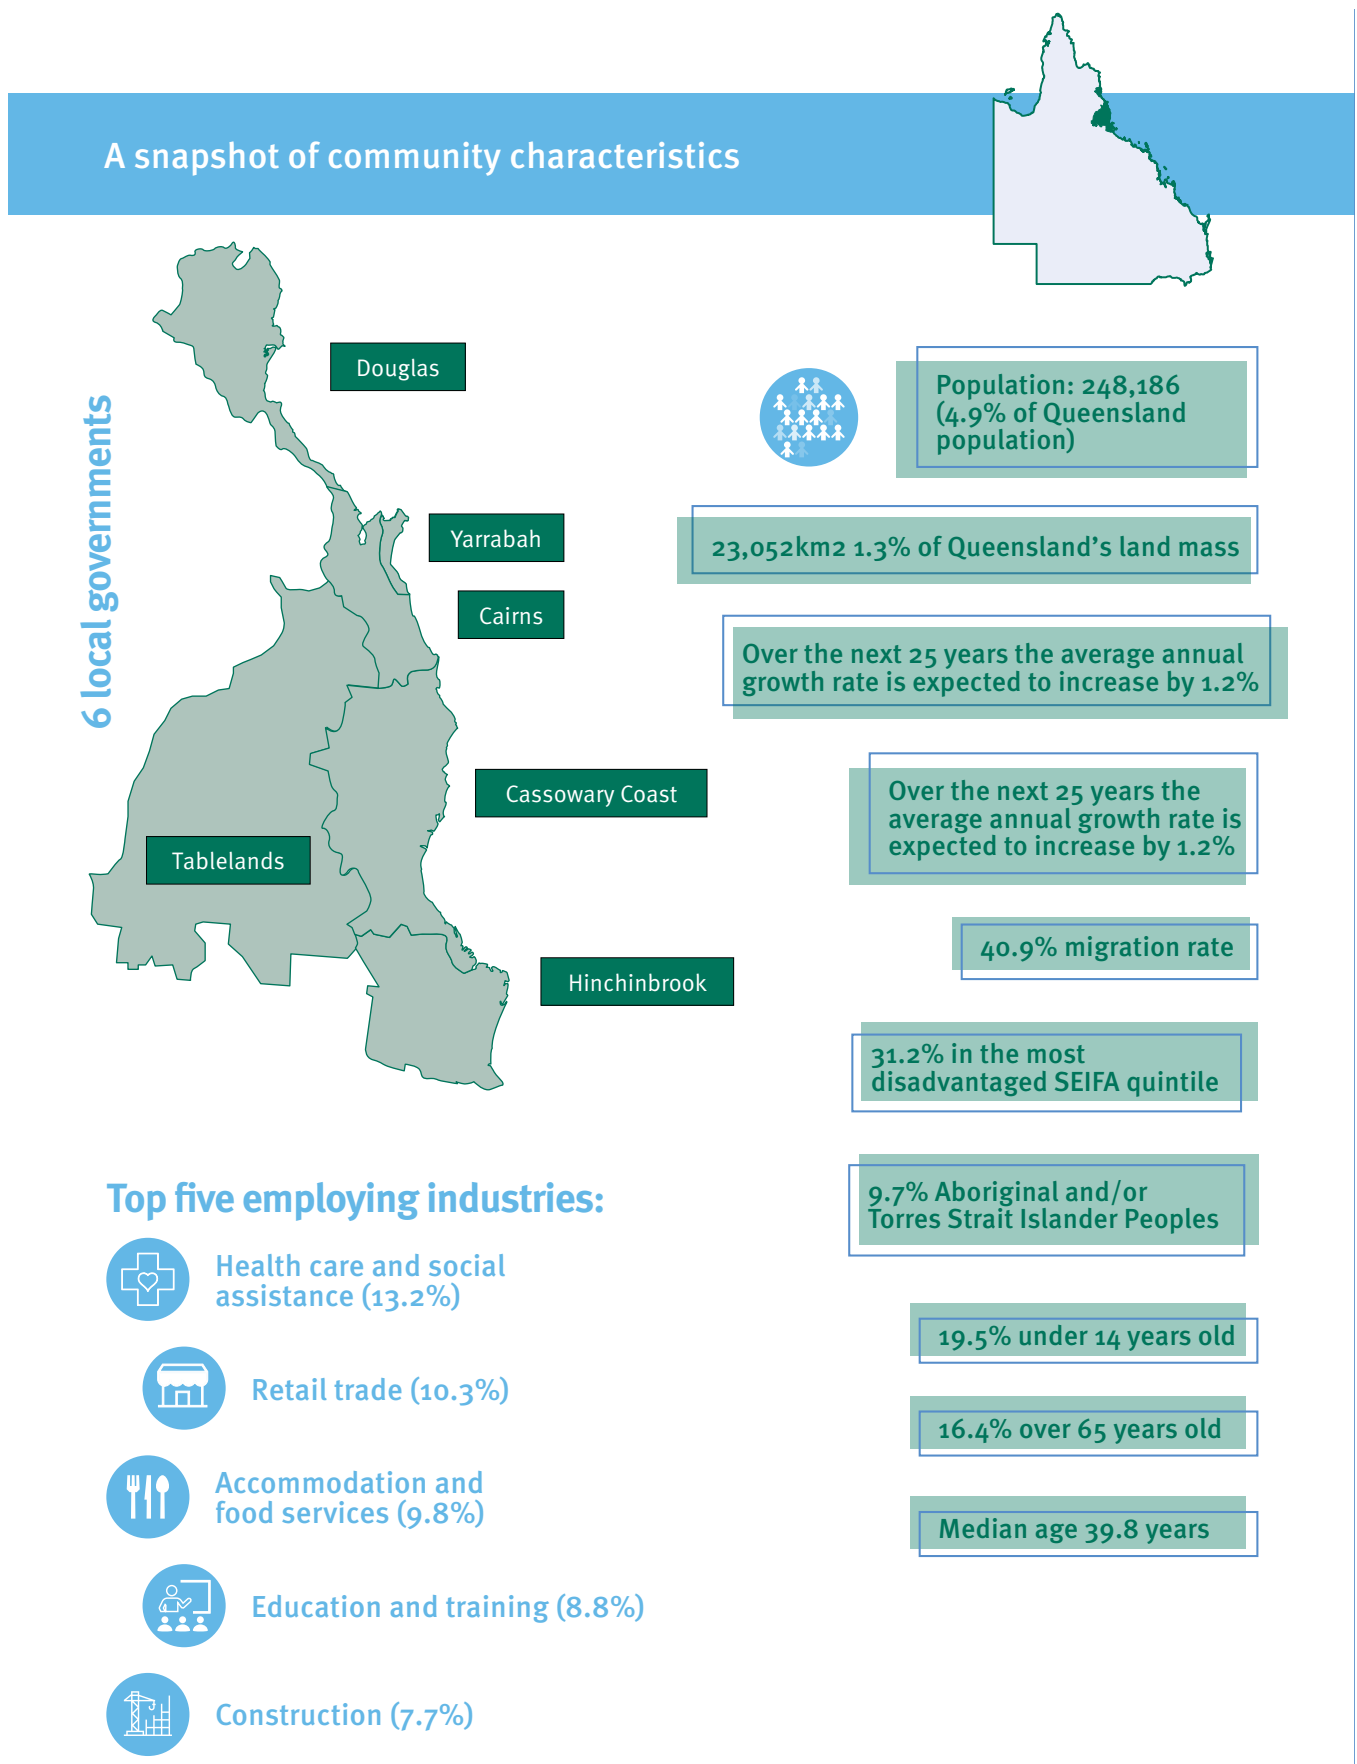 A snapshot of community characteristics
6 local governments
Douglas
Yarrabah
Cairns
Cassowary Coast
Tablelands
Hinchinbrook
Population: 248,186
(4.9% of Queensland
population)
23,052km2 1.3% of Queensland's land mass
Over the next 25 years the average annual
growth rate is expected to increase by 1.2%
Over the next 25 years the
average annual growth rate is
expected to increase by 1.2%
40.9% migration rate
31.2% in the most
disadvantaged SEIFA quintile
9.7% Aboriginal and/or
Torres Strait Islander Peoples
19.5% under 14 years old
16.4% over 65 years old
Median age 39.8 years
Top five employing industries:
Health care and social
assistance (13.2%)
Retail trade (10.3%)
Accommodation and
food services (9.8%)
Education and training (8.8%)
Construction (7.7%)